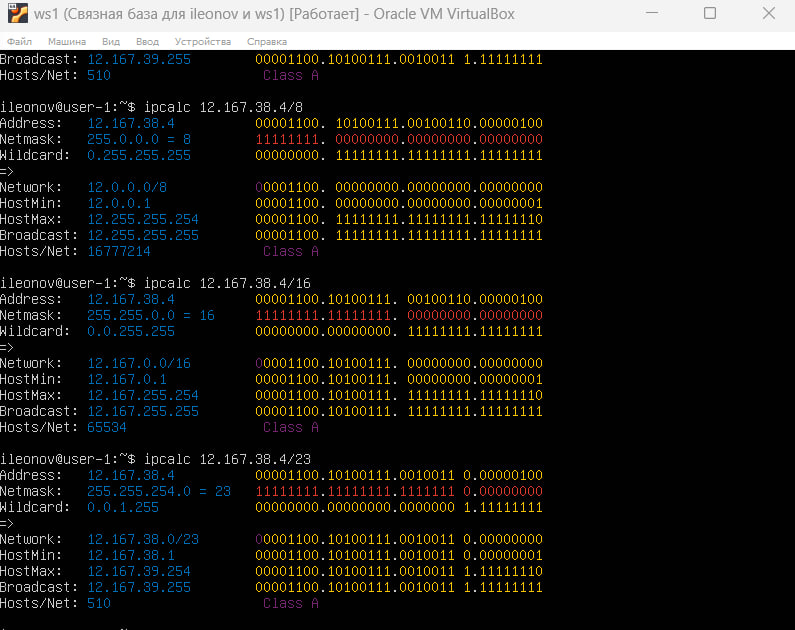 ws1 (Связная база для ileonov и ws1) [Работает] - Oracle VM VirtualBox
Файл Машина Вид Ввод Устройства Справка
Broadcast: 12.167.39.255 00001100.10100111.0010011 1.11111111
Hosts/Net: 510 Class A
ileonov@user-1:~$ ipcalc 12.167.38.4/8
Address: 12.167.38.4 00001100. 10100111.00100110.00000100
Netmask: 255.0.0.0 = 8 11111111. 00000000.00000000.00000000
Wildcard: 0.255.255.255 00000000. 11111111.11111111.11111111
=>
Network: 12.0.0.0/8 00001100. 00000000.00000000.00000000
HostMin: 12.0.0.1 00001100. 00000000.00000000.00000001
HostMax: 12.255.255.254 00001100. 11111111.11111111.11111110
Broadcast: 12.255.255.255 00001100. 11111111.11111111.11111111
Hosts/Net: 16777214 Class A
ileonov@user-1:~$ ipcalc 12.167.38.4/16
Address: 12.167.38.4 00001100.10100111. 00100110.00000100
Netmask: 255.255.0.0 = 16 11111111.11111111. 00000000.00000000
Wildcard: 0.0.255.255 00000000.00000000. 11111111.11111111
=>
Network: 12.167.0.0/16 00001100.10100111. 00000000.00000000
HostMin: 12.167.0.1 00001100.10100111. 00000000.00000001
HostMax: 12.167.255.254 00001100.10100111. 11111111.11111110
Broadcast: 12.167.255.255 00001100.10100111. 11111111.11111111
Hosts/Net: 65534 Class A
ileonov@user-1:~$ ipcalc 12.167.38.4/23
Address: 12.167.38.4 00001100.10100111.0010011 0.00000100
Netmask: 255.255.254.0 = 23 11111111.11111111.1111111 0.00000000
Wildcard: 0.0.1.255 00000000.00000000.0000000 1.11111111
=>
Network: 12.167.38.0/23 00001100.10100111.0010011 0.00000000
HostMin: 12.167.38.1 00001100.10100111.0010011 0.00000001
HostMax: 12.167.39.254 00001100.10100111.0010011 1.11111110
Broadcast: 12.167.39.255 00001100.10100111.0010011 1.11111111
Hosts/Net: 510 Class A